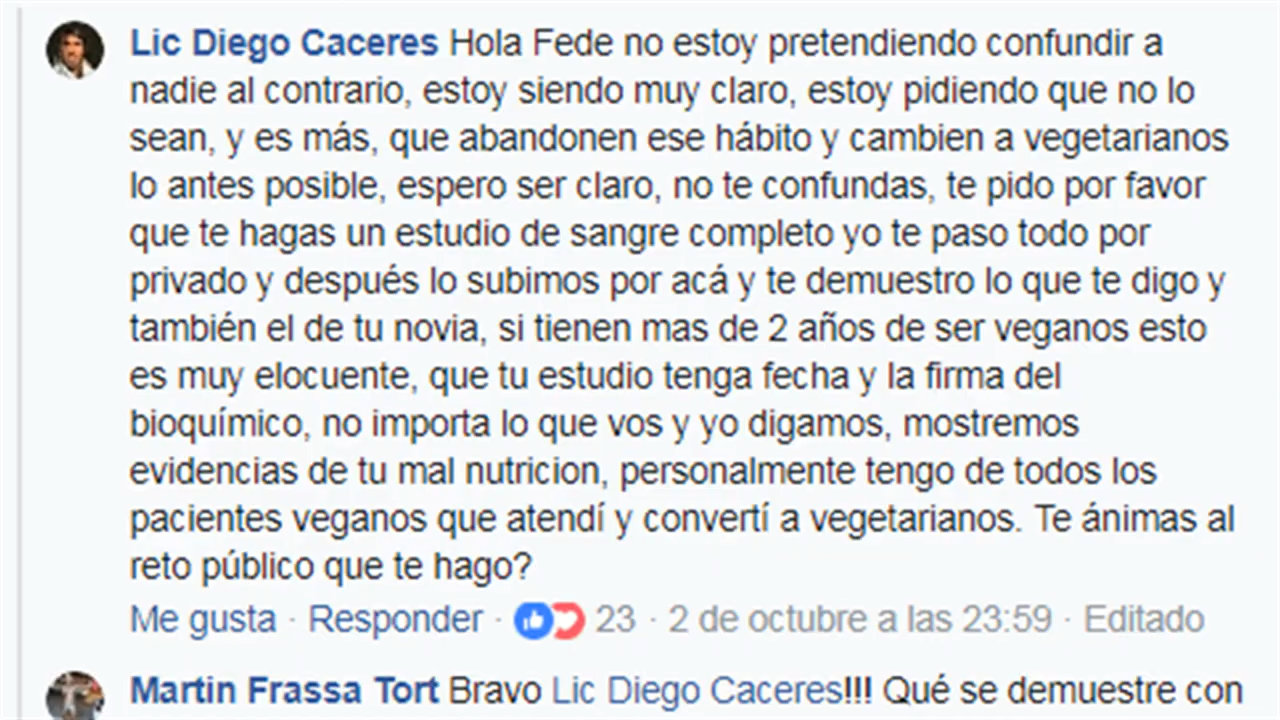 Lic Diego Caceres Hola Fede no estoy pretendiendo confundir a
nadie al contrario, estoy siendo muy claro, estoy pidiendo que no lo
sean, y es más, que abandonen ese hábito y cambien a vegetarianos
lo antes posible, espero ser claro, no te confundas, te pido por favor
que te hagas un estudio de sangre completo yo te paso todo por
privado y después lo subimos por acá y te demuestro lo que te digo y
también el de tu novia, si tienen mas de 2 años de ser veganos esto
es muy elocuente, que tu estudio tenga fecha y la firma del
bioquímico, no importa lo que vos y yo digamos, mostremos
evidencias de tu mal nutricion, personalmente tengo de todos los
pacientes veganos que atendí y convertí a vegetarianos. Te ánimas al
reto público que te hago?
Me gusta · Responder · 23 · 2 de octubre a las 23:59 · Editado
Martin Frassa Tort Bravo Lic Diego Caceres!!! Qué se demuestre con